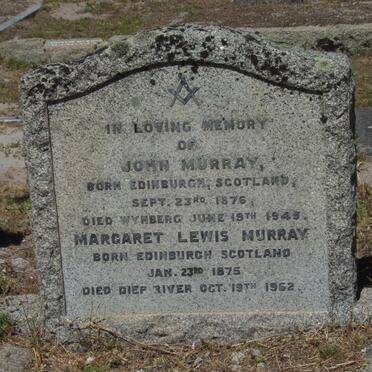 IN LOVING MEMORY
OF
JOHN MURRAY,
BORN EDINBURGH, SCOTLAND,
SEPT. 23RD 1876,
DIED WYNBERG JUNE 19TH 1949.
MARGARET LEWIS MURRAY
BORN EDINBURGH SCOTLAND
JAN. 23RD 1875
DIED DIEP RIVER OCT. 19TH 1962.